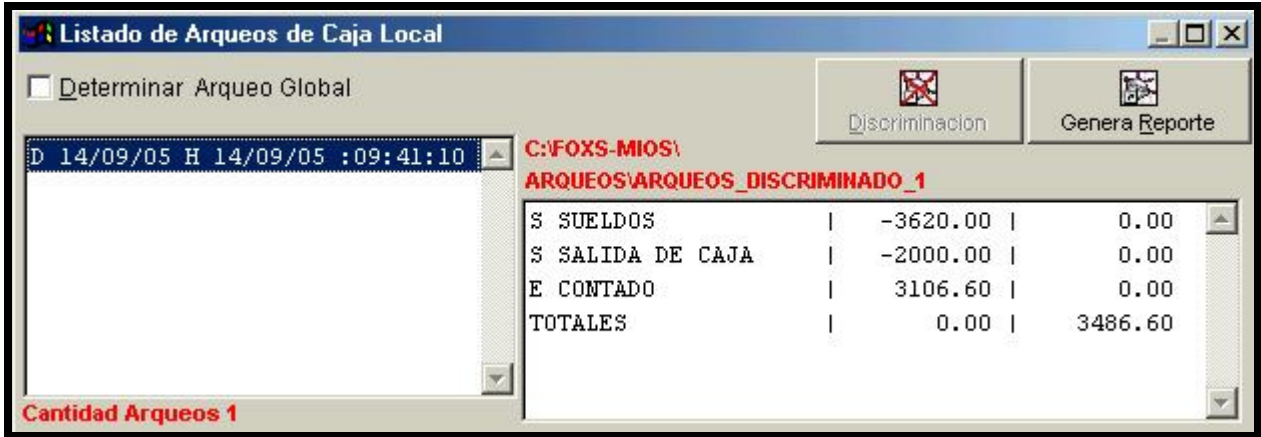 Listado de Arqueos de Caja Local
Determinar Arqueo Global
Discriminacion
Genera Reporte
D 14/09/05 H 14/09/05 :09:41:10
C:\FOXS-MIOS\
ARQUEOS\ARQUEOS_DISCRIMINADO_1
S SUELDOS | -3620.00 | 0.00
S SALIDA DE CAJA | -2000.00 | 0.00
E CONTADO | 3106.60 | 0.00
TOTALES | 0.00 | 3486.60
Cantidad Arqueos 1